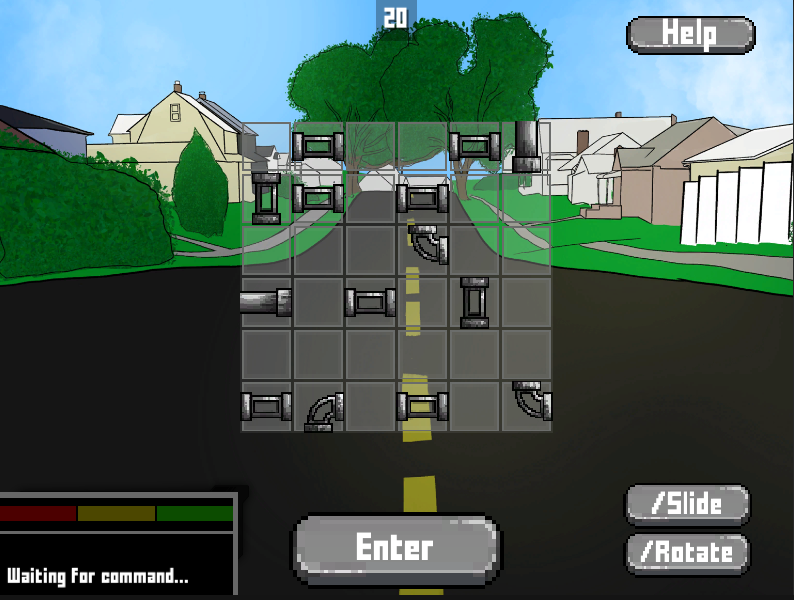 20
Help
/Slide
Enter
/Rotate
Waiting for command...